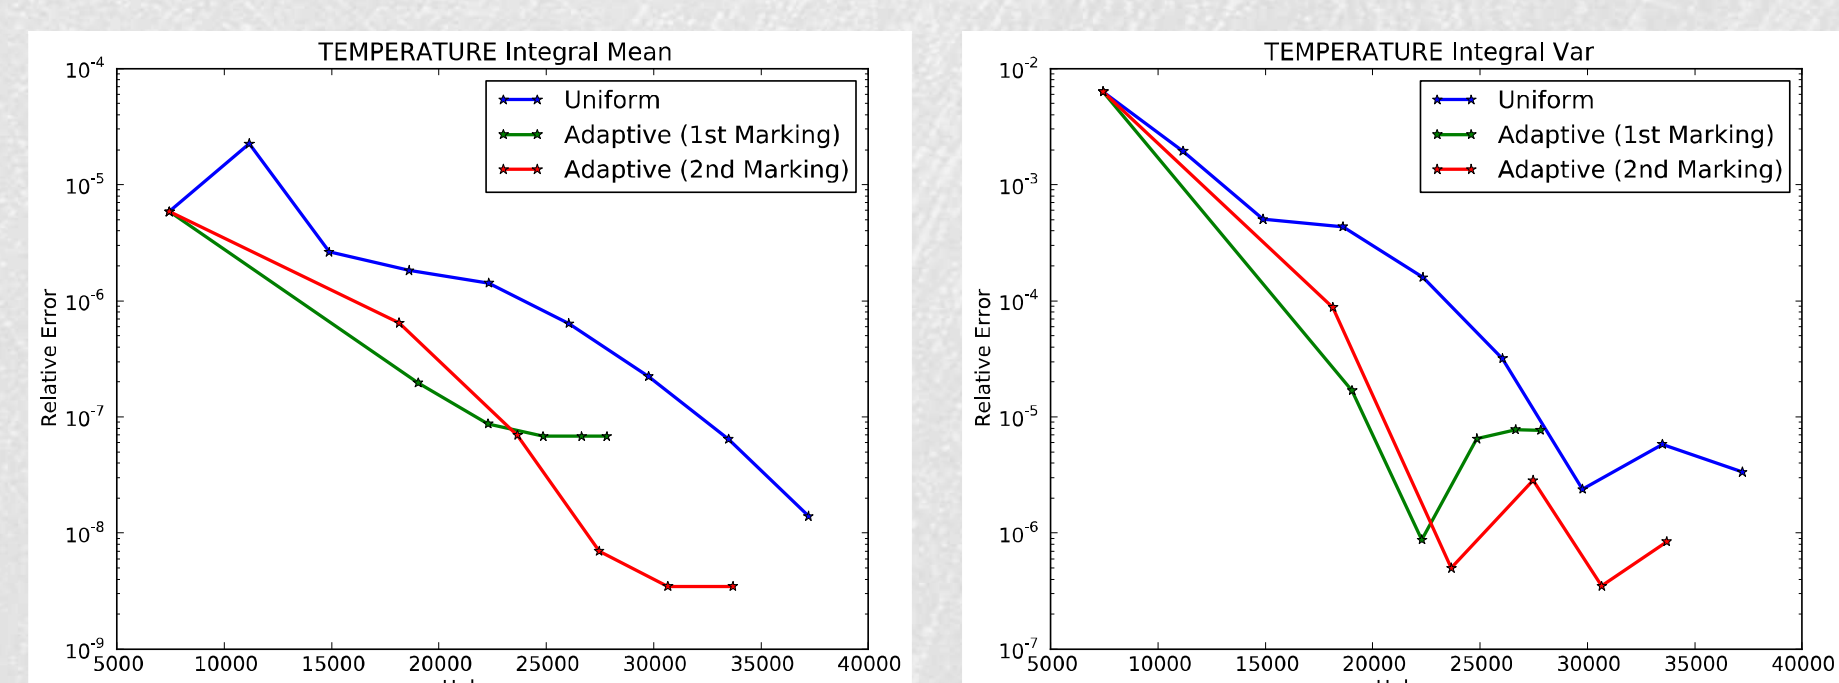 TEMPERATURE Integral Mean
10-4
10-5
10-6
10-7
10-8
10-9
Relative Error
Uniform
Adaptive (1st Marking)
Adaptive (2nd Marking)
5000 10000 15000 20000 25000 30000 35000 40000
TEMPERATURE Integral Var
10-2
10-3
10-4
10-5
10-6
10-7
Relative Error
Uniform
Adaptive (1st Marking)
Adaptive (2nd Marking)
5000 10000 15000 20000 25000 30000 35000 40000